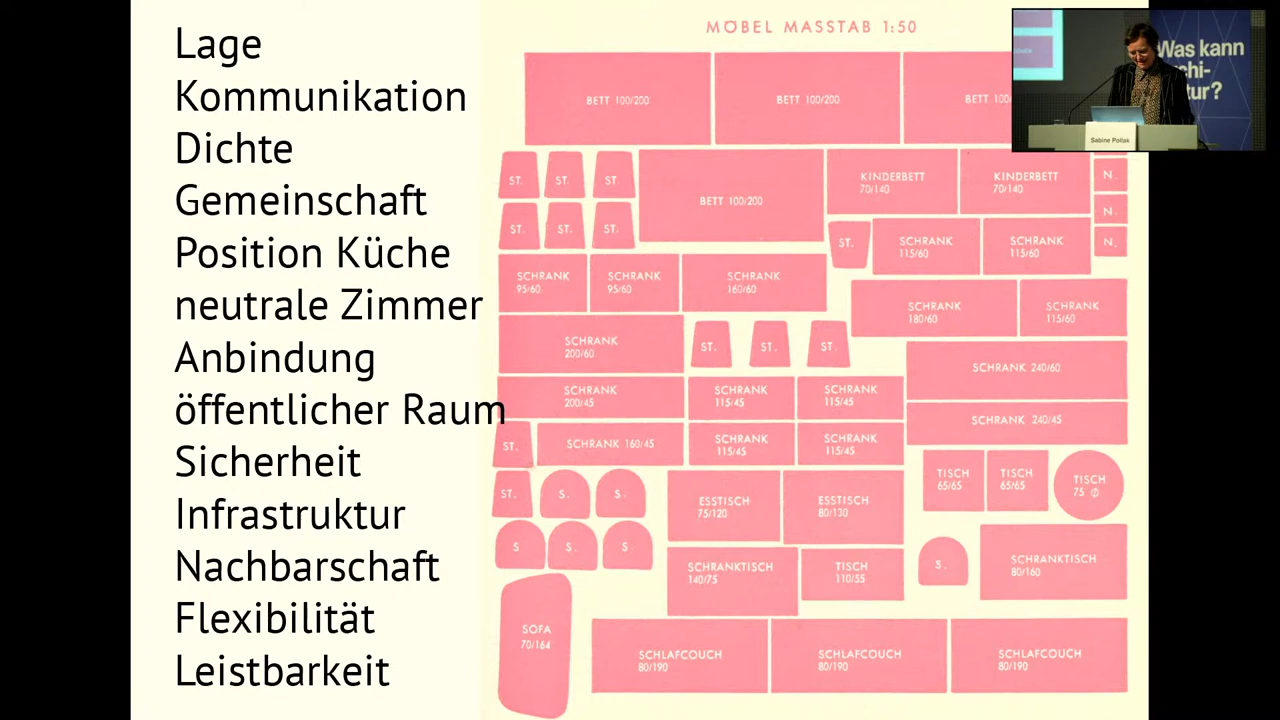 Lage
Kommunikation
Dichte
Gemeinschaft
Position Küche
neutrale Zimmer
Anbindung
öffentlicher Raum
Sicherheit
Infrastruktur
Nachbarschaft
Flexibilität
Leistbarkeit
MÖBEL MASSTAB 1:50
BETT 100/200
BETT 100/200
BETT 100/
ST.
ST.
ST.
BETT 100/200
KINDERBETT
70/140
KINDERBETT
70/140
N.
N.
N.
ST.
ST.
ST.
ST.
SCHRANK
115/60
SCHRANK
115/60
SCHRANK
95/60
SCHRANK
95/60
SCHRANK
160/60
SCHRANK
180/60
SCHRANK
115/60
SCHRANK
200/60
ST.
ST.
ST.
SCHRANK 240/60
SCHRANK
200/45
SCHRANK
115/45
SCHRANK
115/45
SCHRANK 240/45
ST.
SCHRANK 160/45
SCHRANK
115/45
SCHRANK
115/45
TISCH
65/65
TISCH
65/65
TISCH
75 ⌀
ST.
S.
S.
ESSTISCH
75/120
ESSTISCH
80/130
S
S.
S
SCHRANKTISCH
140/75
TISCH
110/55
S.
SCHRANKTISCH
80/160
SOFA
70/164
SCHLAFCOUCH
80/190
SCHLAFCOUCH
80/190
SCHLAFCOUCH
80/190
Was kann
chi-
tur?
Sabine Pollak